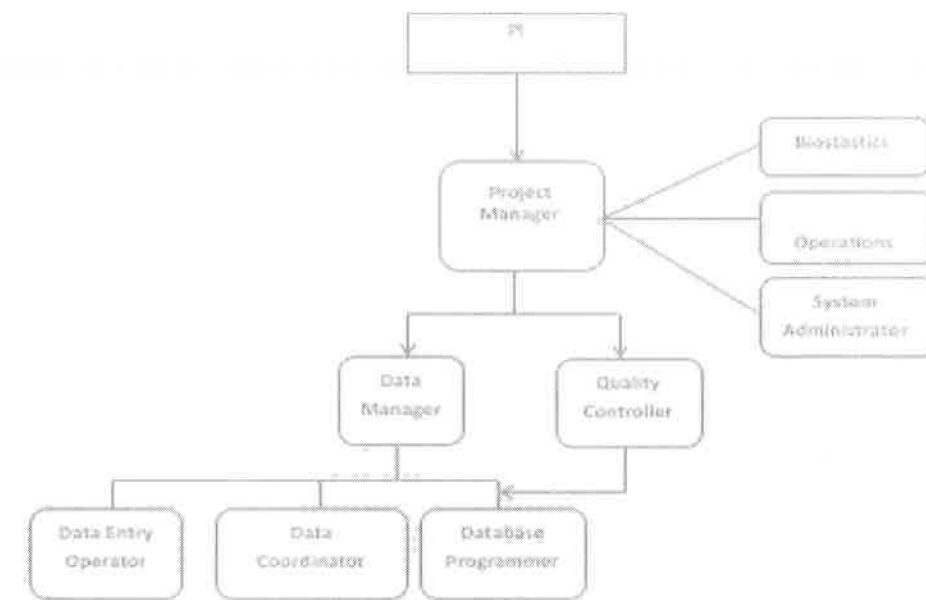 PI
Project
Manager
Biostastics
Operations
System
Administrator
Data
Manager
Quality
Controller
Data Entry
Operator
Data
Coordinator
Database
Programmer